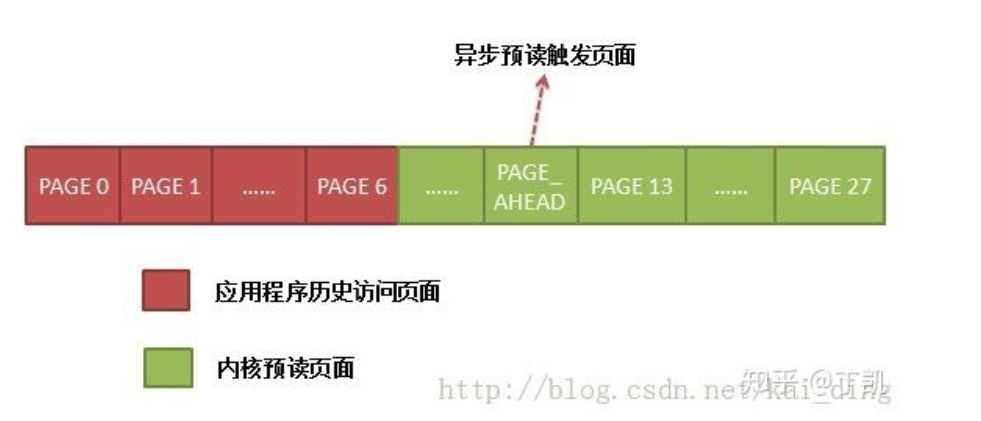 异步预读触发页面
PAGE 0 PAGE 1 ...... PAGE 6 ...... PAGE_
AHEAD PAGE 13 ...... PAGE 27
应用程序历史访问页面
内核预读页面
知乎 @丁凯
http://blog.csdn.net/kai_ding